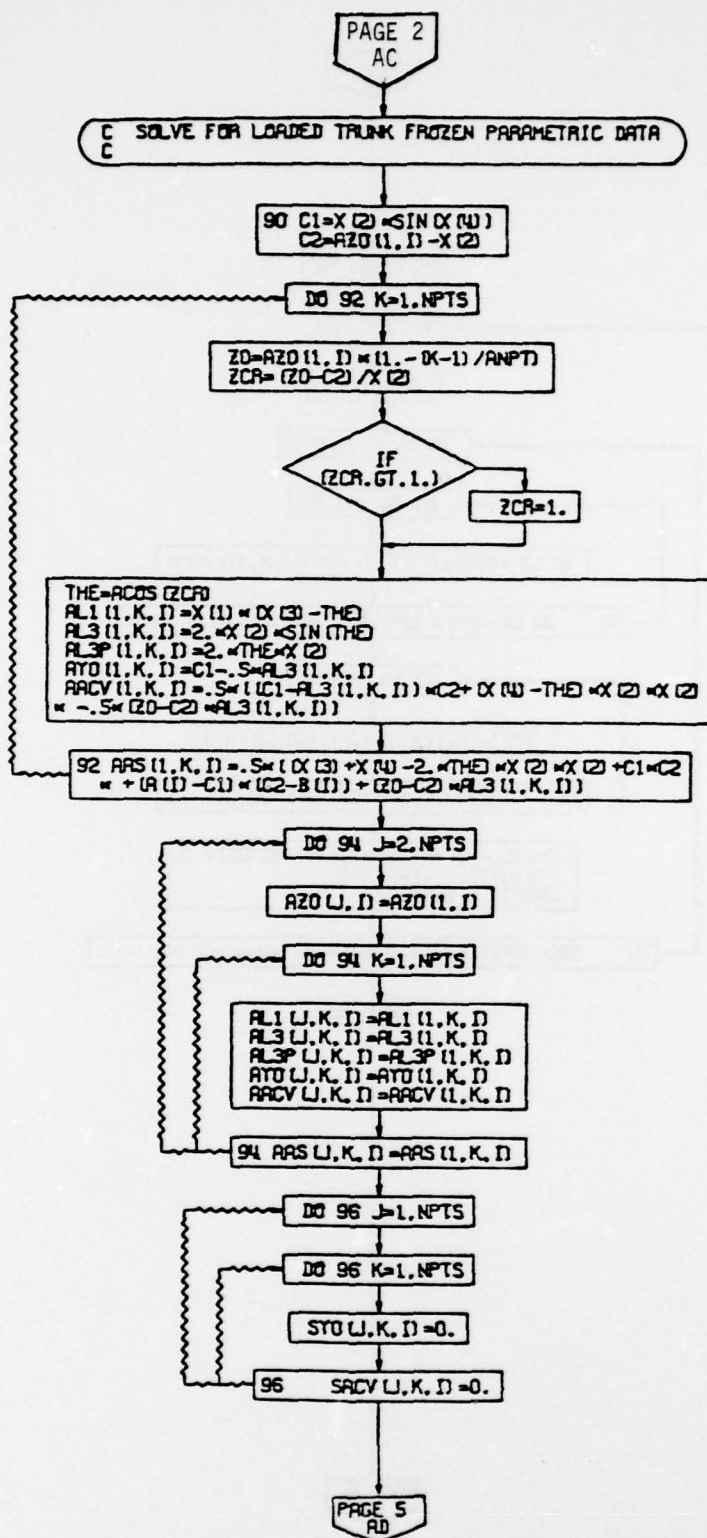 PAGE 2
AC
C SOLVE FOR LOADED TRUNK FROZEN PARAMETRIC DATA
C
90 C1=X(2)*SIN(X(4))
C2=AZO(1,I)-X(2)
DO 92 K=1,NPTS
ZO=AZO(1,I)*(1.-(K-1)/ANPT)
ZCR=(ZO-C2)/X(2)
IF
(ZCR.GT.1.)
ZCR=1.
THE=ACOS(ZCR)
AL1(1,K,I)=X(1)*(X(3)-THE)
AL3(1,K,I)=2.*X(2)*SIN(THE)
AL3P(1,K,I)=2.*THE*X(2)
AYO(1,K,I)=C1-.5*AL3(1,K,I)
AACV(1,K,I)=.5*((C1-AL3(1,K,I))*C2+(X(4)-THE)*X(2)*X(2)
* -.5*(ZO-C2)*AL3(1,K,I))
92 AAS(1,K,I)=.5*((X(3)+X(4)-2.*THE)*X(2)*X(2)+C1*C2
* +(A(I)-C1)*(C2-B(I))+(ZO-C2)*AL3(1,K,I))
DO 94 J=2,NPTS
AZO(J,I)=AZO(1,I)
DO 94 K=1,NPTS
AL1(J,K,I)=AL1(1,K,I)
AL3(J,K,I)=AL3(1,K,I)
AL3P(J,K,I)=AL3P(1,K,I)
AYO(J,K,I)=AYO(1,K,I)
AACV(J,K,I)=AACV(1,K,I)
94 AAS(J,K,I)=AAS(1,K,I)
DO 96 J=1,NPTS
DO 96 K=1,NPTS
SYO(J,K,I)=0.
96 SACV(J,K,I)=0.
PAGE 5
AD